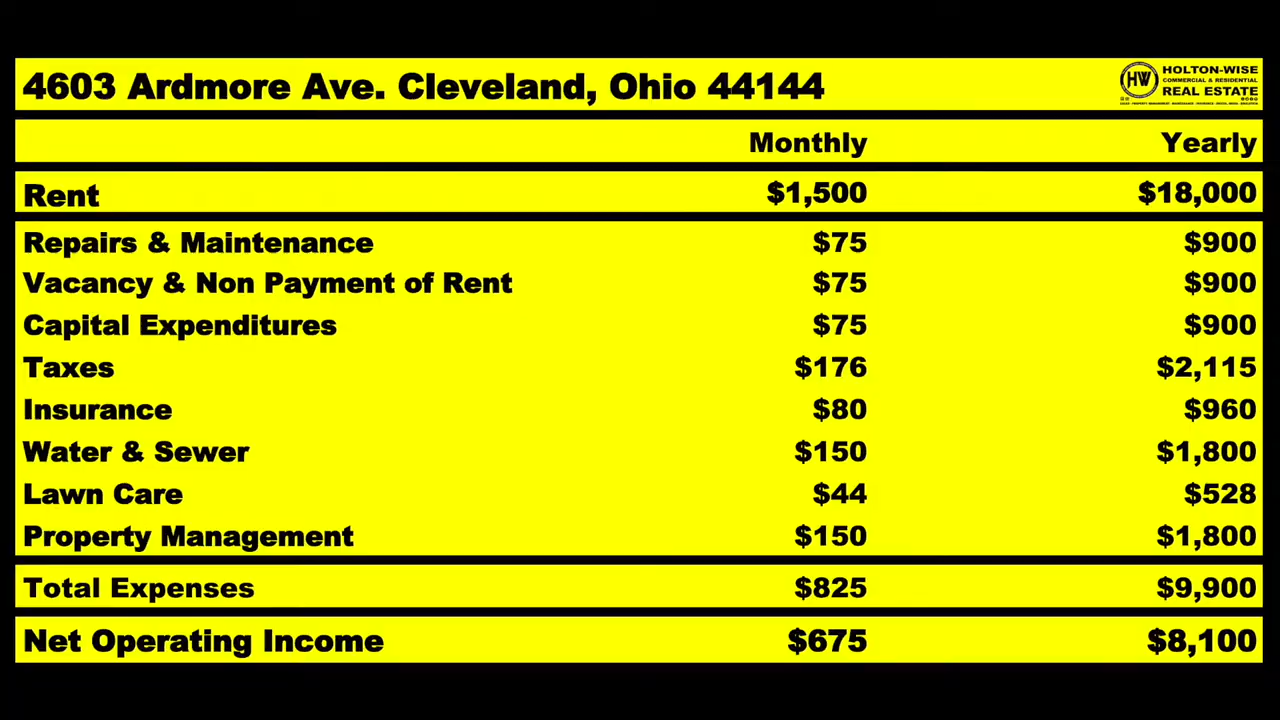 4603 Ardmore Ave. Cleveland, Ohio 44144
HW
HOLTON-WISE
COMMERCIAL & RESIDENTIAL
REAL ESTATE
Monthly Yearly
Rent $1,500 $18,000
Repairs & Maintenance $75 $900
Vacancy & Non Payment of Rent $75 $900
Capital Expenditures $75 $900
Taxes $176 $2,115
Insurance $80 $960
Water & Sewer $150 $1,800
Lawn Care $44 $528
Property Management $150 $1,800
Total Expenses $825 $9,900
Net Operating Income $675 $8,100